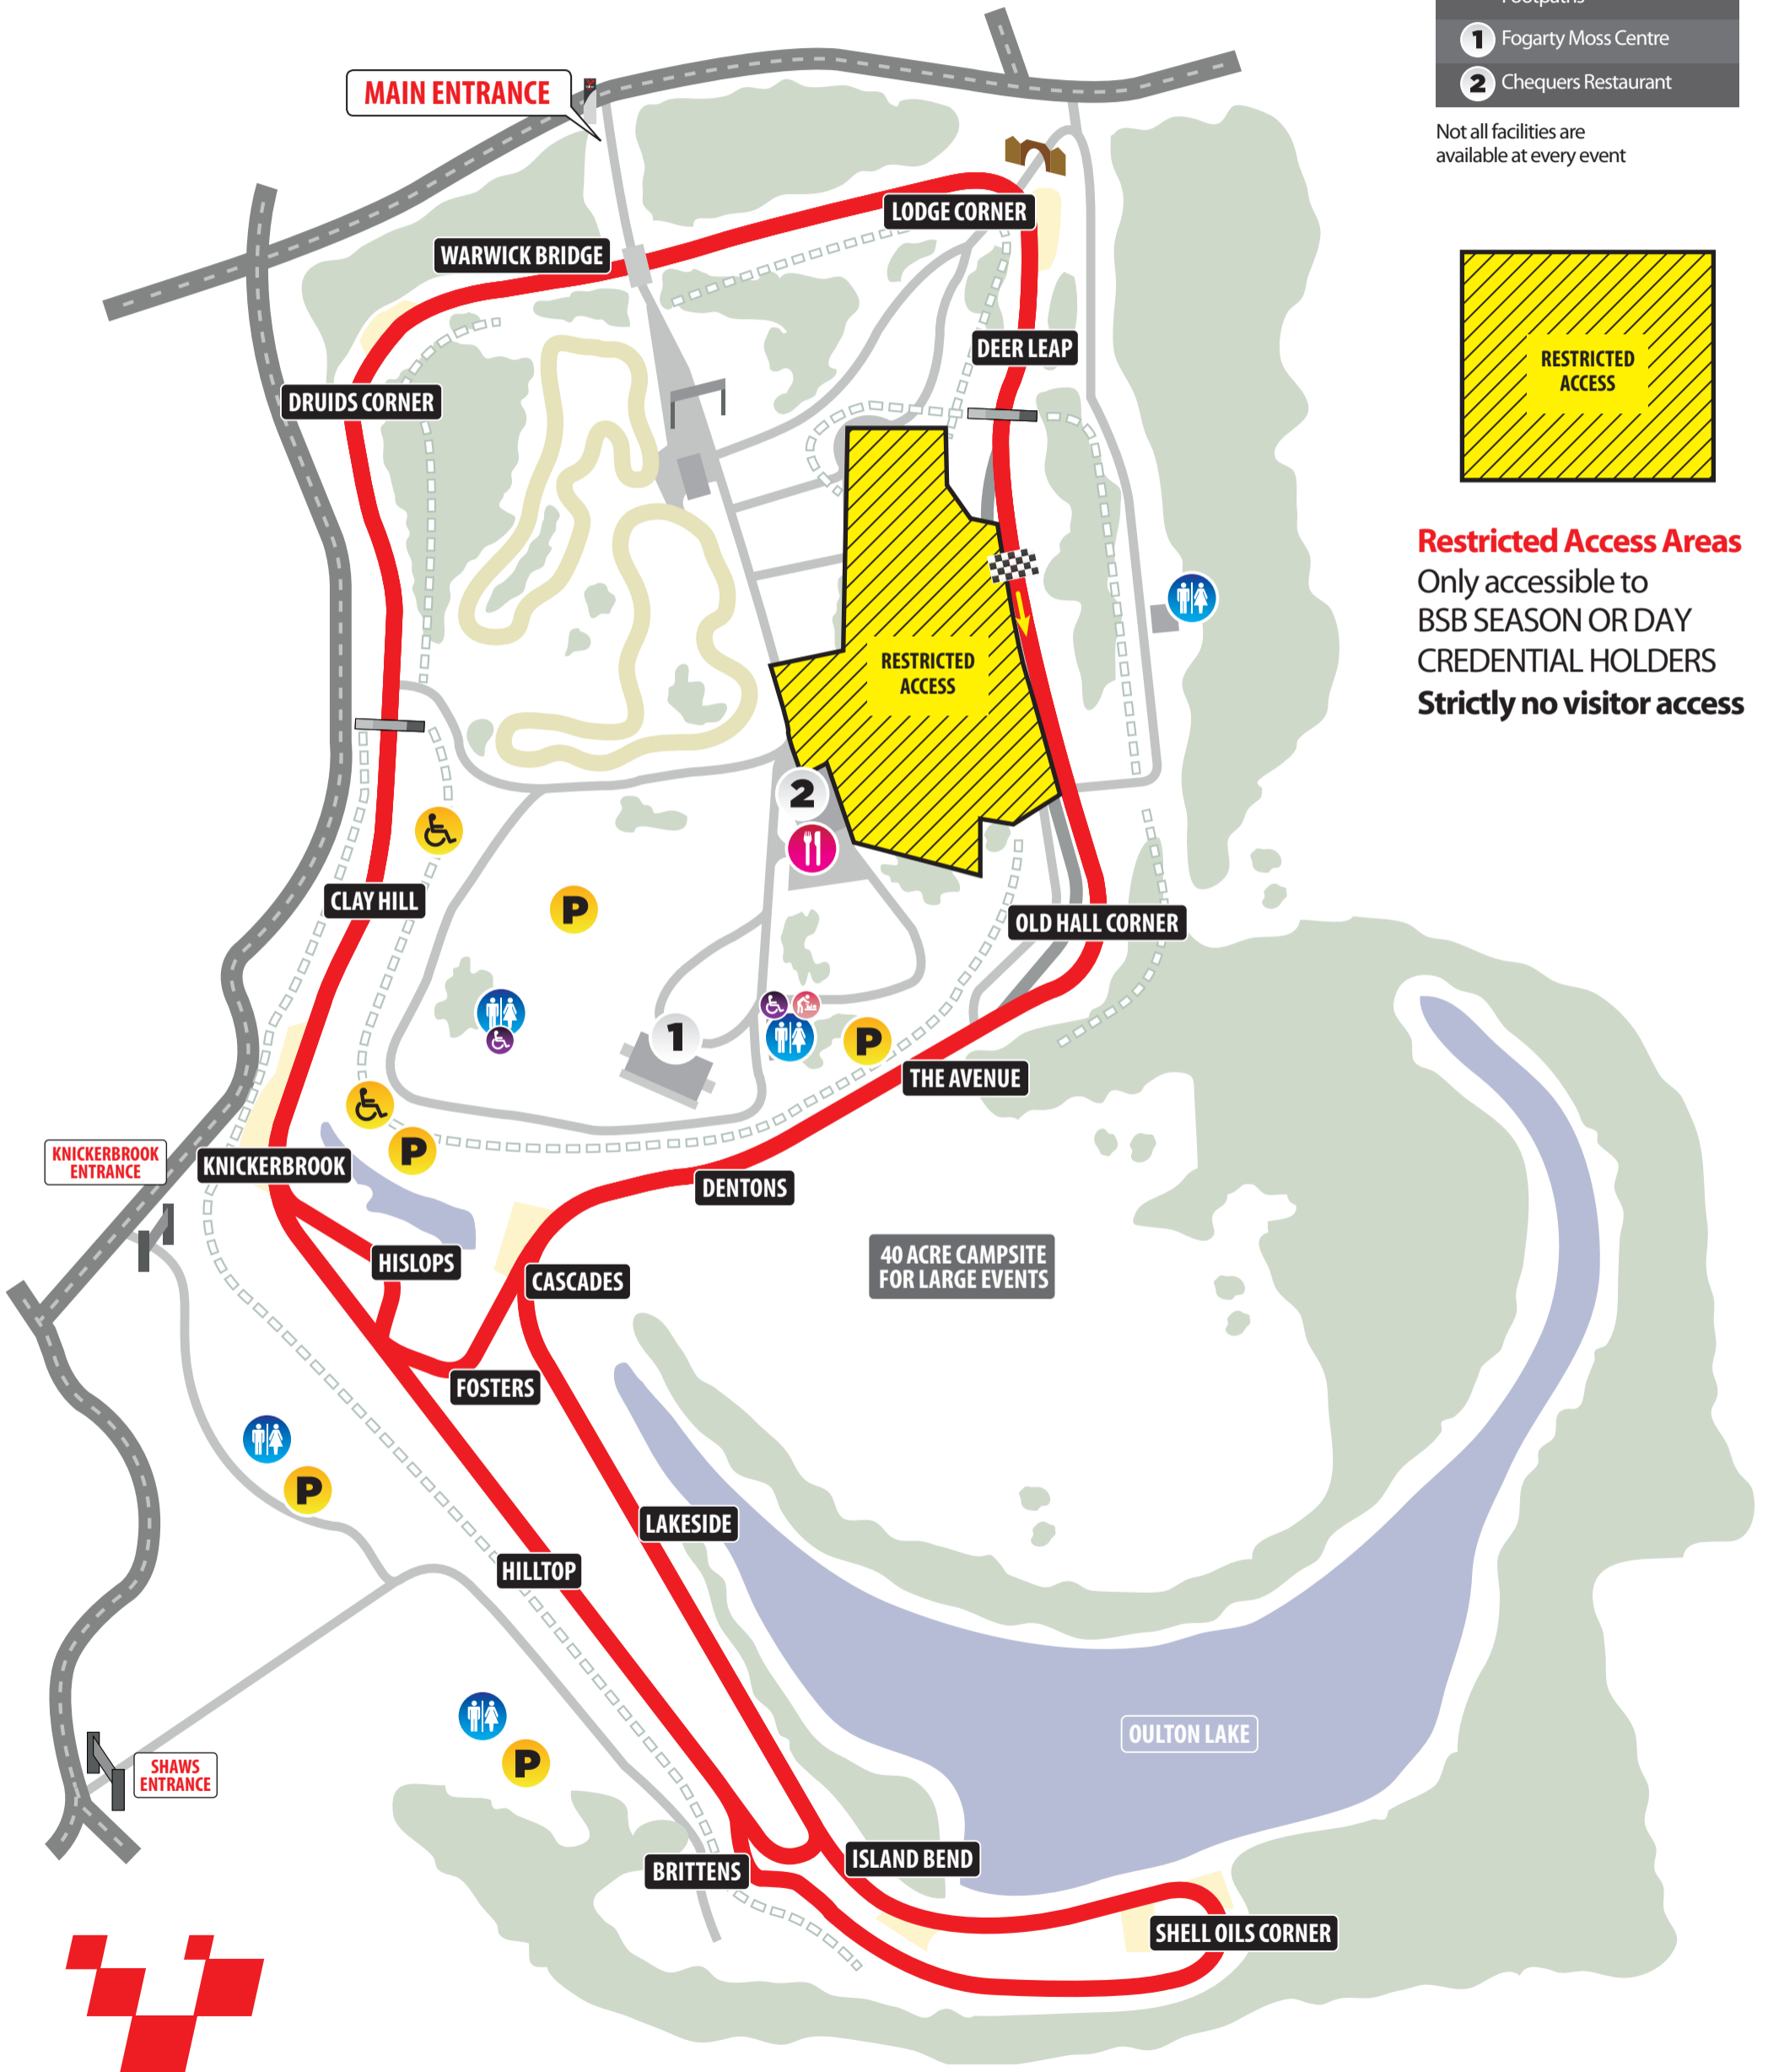 Footpaths
1 Fogarty Moss Centre
2 Chequers Restaurant
Not all facilities are
available at every event
MAIN ENTRANCE
LODGE CORNER
WARWICK BRIDGE
DEER LEAP
DRUIDS CORNER
RESTRICTED
ACCESS
Restricted Access Areas
Only accessible to
BSB SEASON OR DAY
CREDENTIAL HOLDERS
Strictly no visitor access
RESTRICTED
ACCESS
2
CLAY HILL
P
OLD HALL CORNER
1
P
THE AVENUE
KNICKERBROOK
ENTRANCE
KNICKERBROOK
P
DENTONS
HISLOPS
CASCADES
40 ACRE CAMPSITE
FOR LARGE EVENTS
FOSTERS
P
LAKESIDE
HILLTOP
OULTON LAKE
SHAWS
ENTRANCE
P
BRITTENS
ISLAND BEND
SHELL OILS CORNER